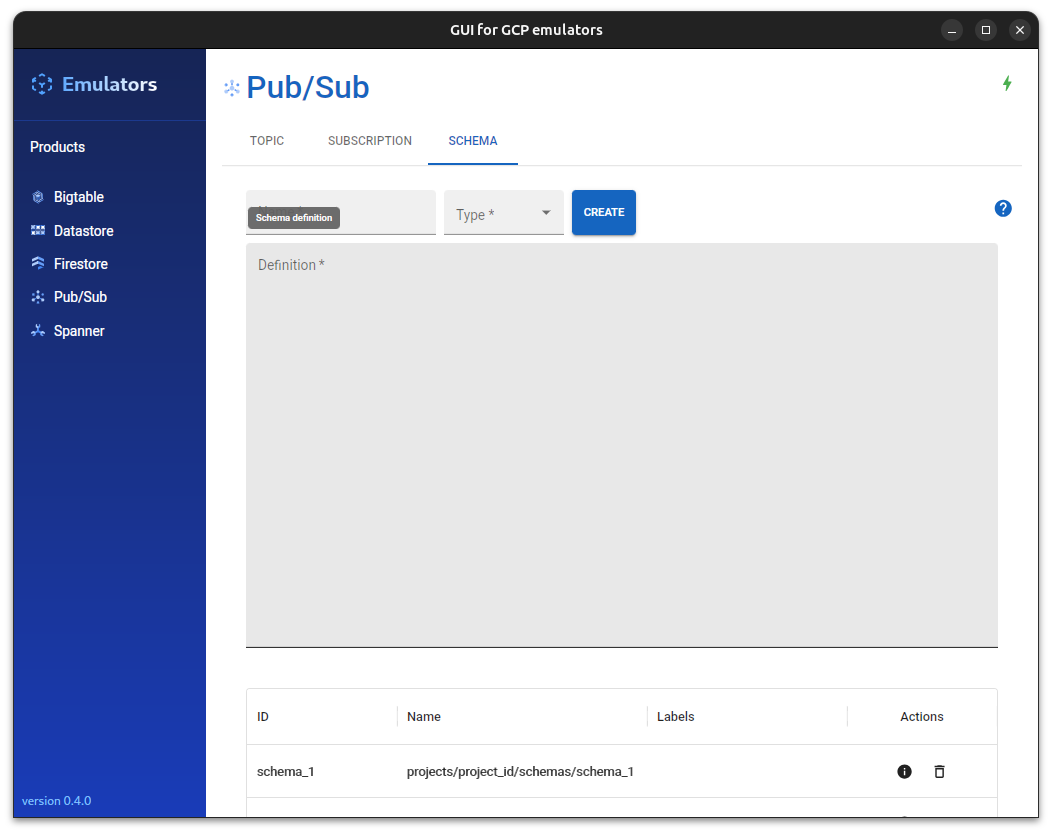 GUI for GCP emulators
Emulators
Products
Bigtable
Datastore
Firestore
Pub/Sub
Spanner
version 0.4.0
Pub/Sub
TOPIC SUBSCRIPTION SCHEMA
Schema definition
Type *
CREATE
?
Definition *
ID Name Labels Actions
schema_1 projects/project_id/schemas/schema_1